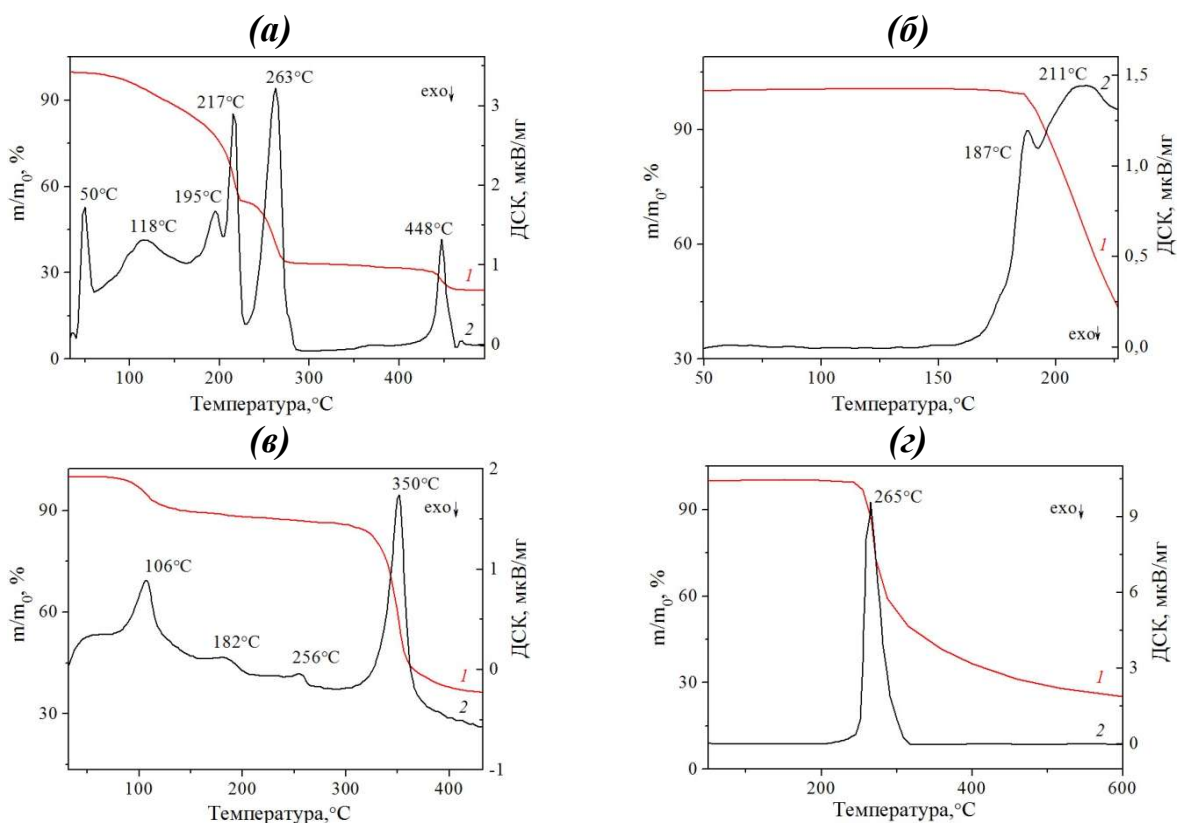 (а)
50°C
118°C
195°C
217°C
263°C
448°C
exo↓
1
2
m/m0, %
90
60
30
0
ДСК, мкВ/мг
3
2
1
0
100
200
300
400
Температура,°C
(б)
187°C
211°C
2
1
exo↓
m/m0, %
90
60
30
ДСК, мкВ/мг
1,5
1,0
0,5
0,0
50
100
150
200
Температура,°C
(в)
106°C
182°C
256°C
350°C
exo↓
1
2
m/m0, %
90
60
30
ДСК, мкВ/мг
2
1
0
-1
100
200
300
400
Температура,°C
(г)
265°C
exo↓
1
2
m/m0, %
90
60
30
0
ДСК, мкВ/мг
9
6
3
0
200
400
600
Температура,°C